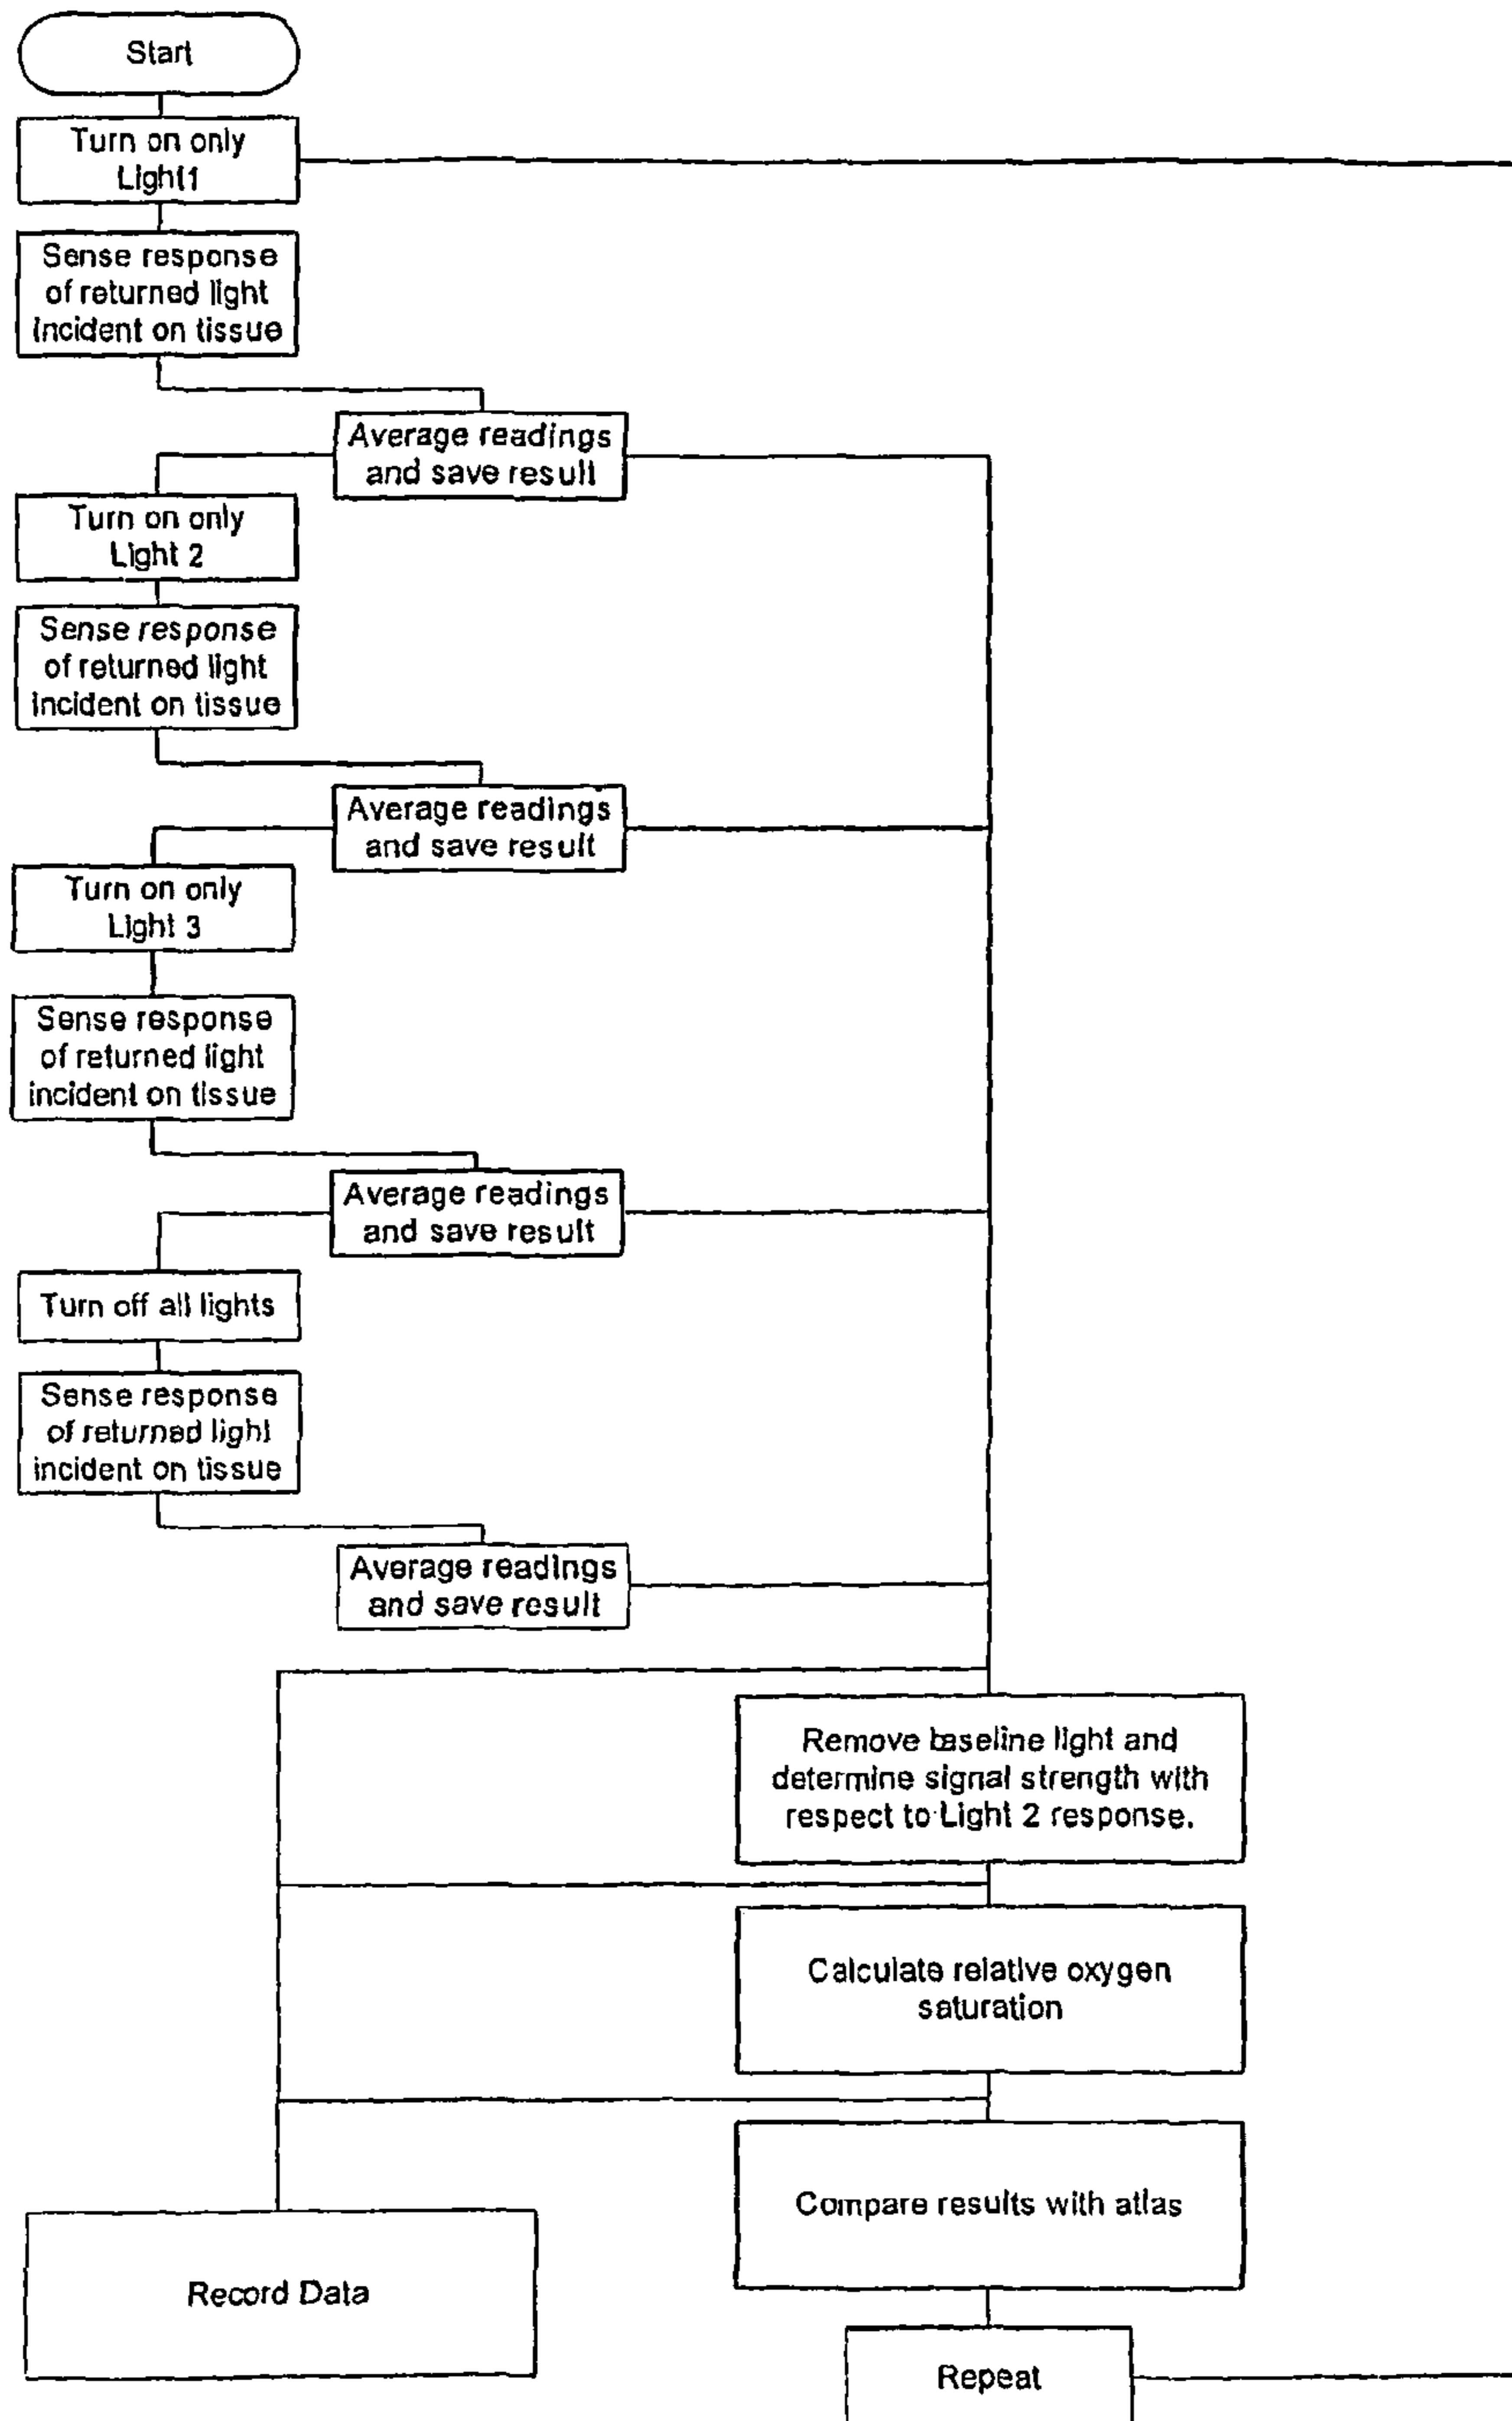 Start
Turn on only
Light1
Sense response
of returned light
incident on tissue
Average readings
and save result
Turn on only
Light 2
Sense response
of returned light
incident on tissue
Average readings
and save result
Turn on only
Light 3
Sense response
of returned light
incident on tissue
Average readings
and save result
Turn off all lights
Sense response
of returned light
incident on tissue
Average readings
and save result
Remove baseline light and
determine signal strength with
respect to Light 2 response.
Calculate relative oxygen
saturation
Compare results with atlas
Record Data
Repeat